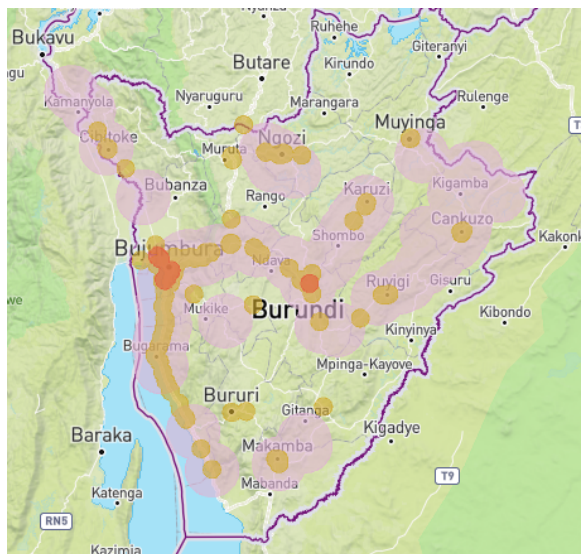 Nyanza
Ruhehe
Bukavu
Giteranyi
Butare
Kirundo
Nyaruguru
Rulenge
Kamanyola
Marangara
T
Cibitoke
Muruta
Ngozi
Muyinga
Bubanza
Rango
Karuzi
Kigamba
Cankuzo
Shombo
Kakonk
Bujumbura
Ndava
Ruyigi
Gisuru
we
Mukike
Burundi
Kibondo
Kinyinya
Bugarama
Mpinga-Kayove
Bururi
Gitanga
Kigadye
Baraka
Makamba
T9
Mabanda
Katenga
RN5
Kazimia